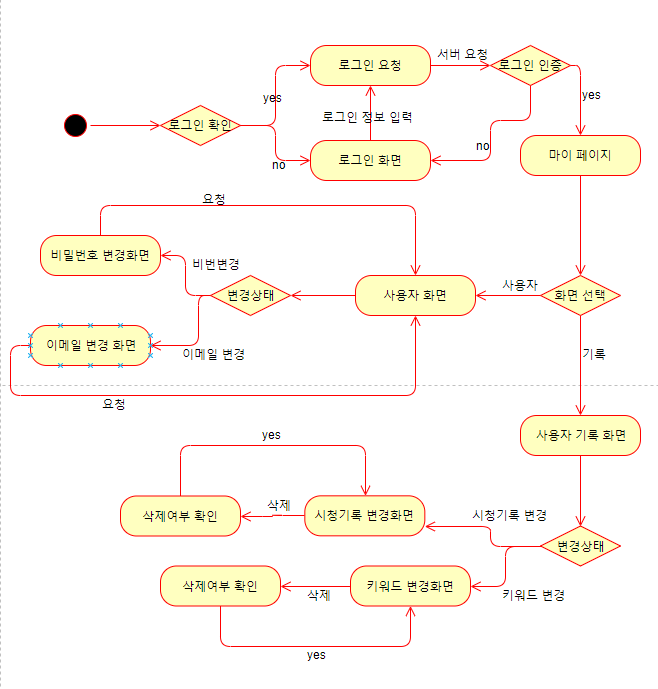 서버 요청
로그인 요청
로그인 인증
yes
yes
로그인 정보 입력
로그인 확인
no
로그인 화면
no
마이 페이지
요청
비밀번호 변경화면
비번변경
사용자
변경상태
사용자 화면
화면 선택
이메일 변경 화면
이메일 변경
기록
요청
yes
사용자 기록 화면
삭제
삭제여부 확인
시청기록 변경화면
시청기록 변경
변경상태
삭제여부 확인
삭제
키워드 변경화면
키워드 변경
yes